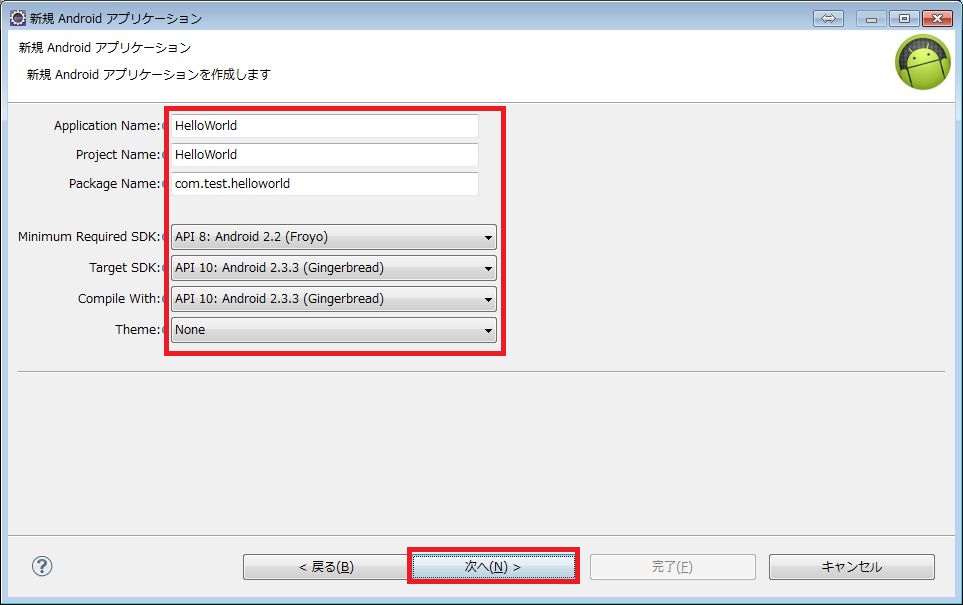 新規 Android アプリケーション
新規 Android アプリケーション
新規 Android アプリケーションを作成します
Application Name: HelloWorld
Project Name: HelloWorld
Package Name: com.test.helloworld
Minimum Required SDK: API 8: Android 2.2 (Froyo)
Target SDK: API 10: Android 2.3.3 (Gingerbread)
Compile With: API 10: Android 2.3.3 (Gingerbread)
Theme: None
? < 戻る(B) 次へ(N) > 完了(F) キャンセル